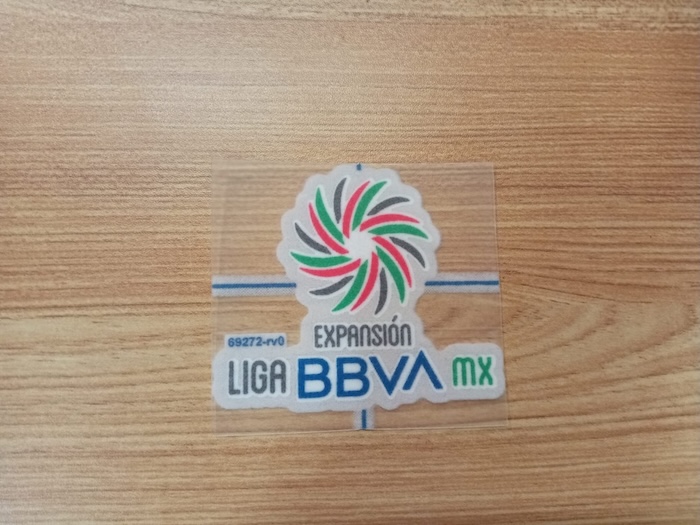 EXPANSIÓN
69272-rv0
LIGA BBVA MX